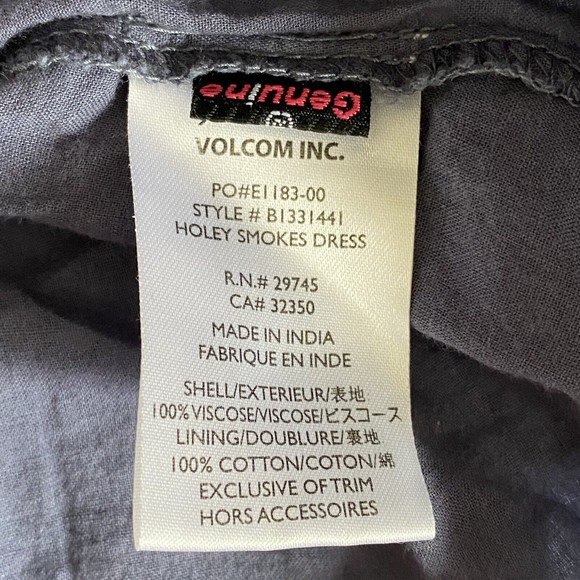 Genuine
VOLCOM INC.
PO#E1183-00
STYLE # B1331441
HOLEY SMOKES DRESS
R.N.# 29745
CA# 32350
MADE IN INDIA
FABRIQUE EN INDE
SHELL/EXTERIEUR/表地
100% VISCOSE/VISCOSE/ビスコース
LINING/DOUBLURE/裏地
100% COTTON/COTON/綿
EXCLUSIVE OF TRIM
HORS ACCESSOIRES